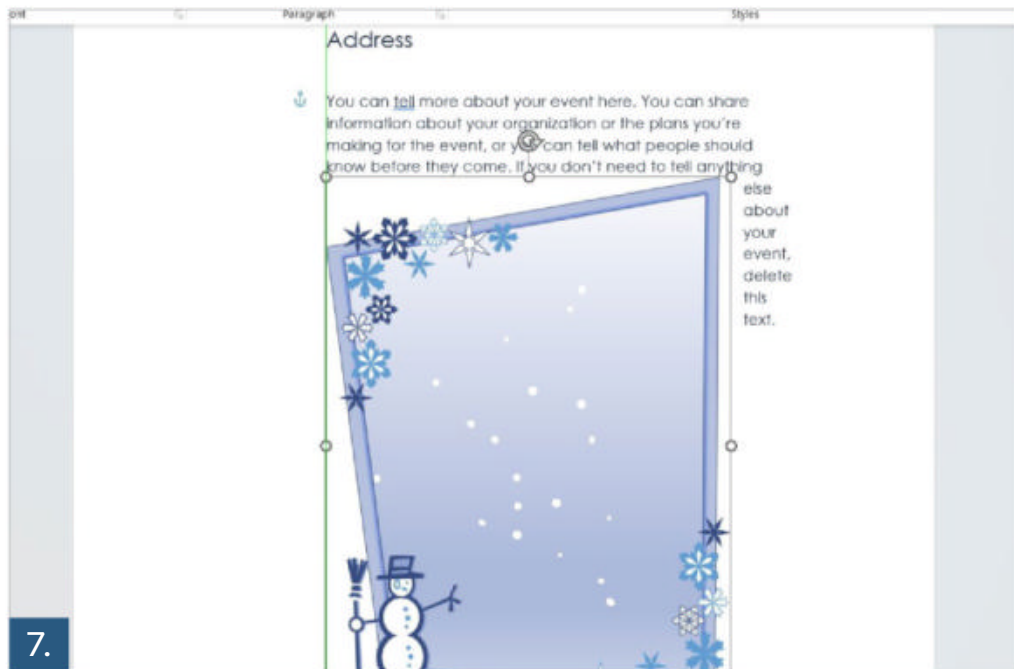 ont Paragraph Styles
Address
You can tell more about your event here. You can share
information about your organization or the plans you're
making for the event, or you can tell what people should
know before they come. If you don't need to tell anything
else
about
your
event,
delete
this
text.
7.